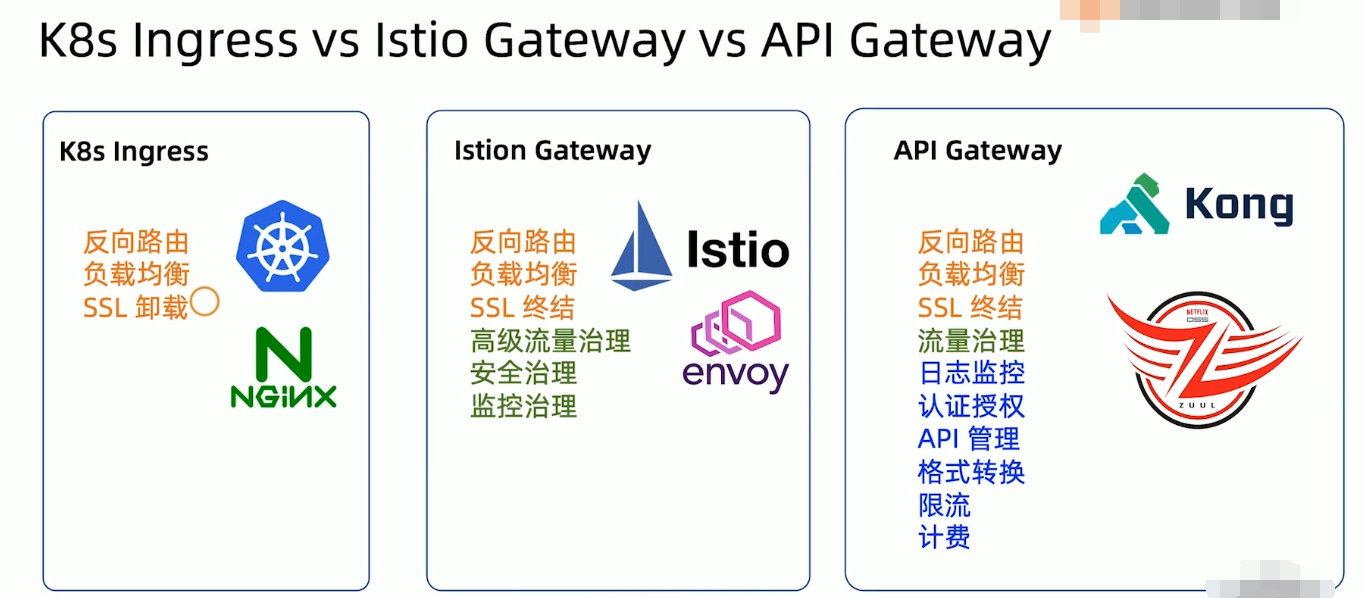 K8s Ingress vs Istio Gateway vs API Gateway
K8s Ingress
反向路由
负载均衡
SSL 卸载
NGINX
Istion Gateway
反向路由
负载均衡
SSL 终结
高级流量治理
安全治理
监控治理
Istio
envoy
API Gateway
反向路由
负载均衡
SSL 终结
流量治理
日志监控
认证授权
API 管理
格式转换
限流
计费
Kong
NETFLIX
OSS
ZUUL